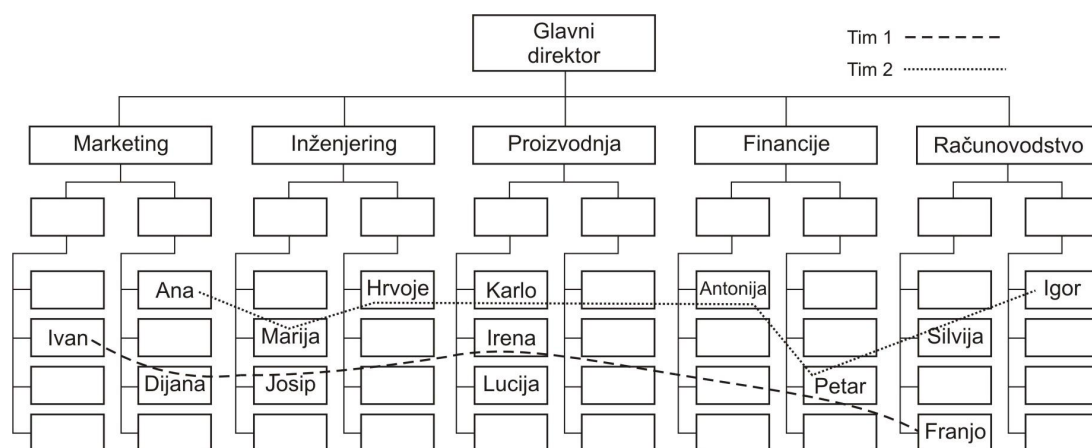 Glavni
direktor
Tim 1
Tim 2
Marketing
Inženjering
Proizvodnja
Financije
Računovodstvo
Ana
Hrvoje
Karlo
Antonija
Igor
Ivan
Marija
Irena
Silvija
Dijana
Josip
Lucija
Petar
Franjo